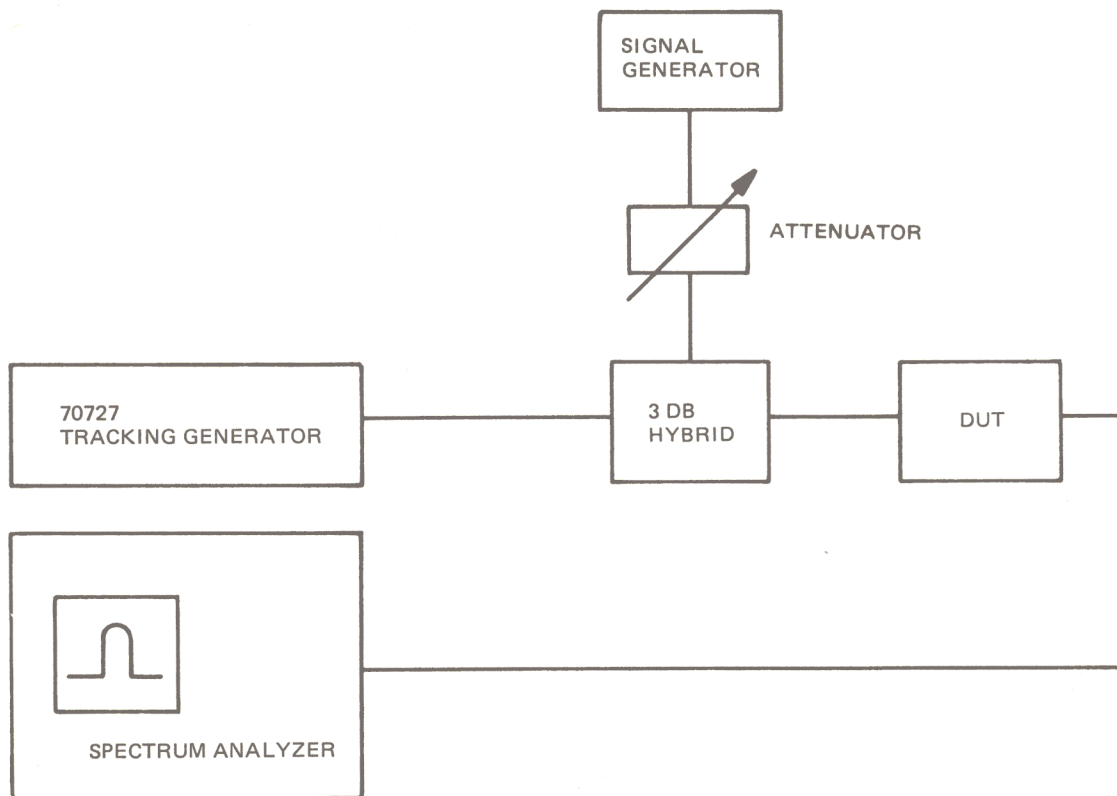 SIGNAL
GENERATOR
ATTENUATOR
70727
TRACKING GENERATOR
3 DB
HYBRID
DUT
SPECTRUM ANALYZER